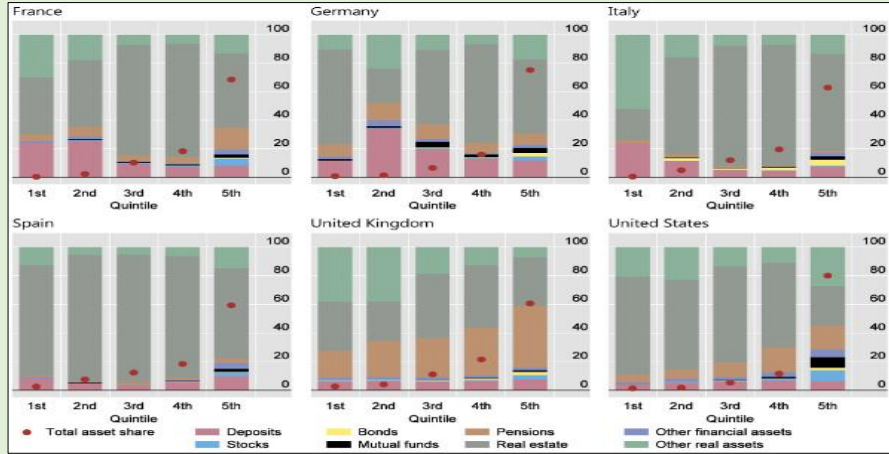 France
Germany
Italy
100
80
60
40
20
0
100
80
60
40
20
0
100
80
60
40
20
0
1st 2nd 3rd 4th 5th
1st 2nd 3rd 4th 5th
1st 2nd 3rd 4th 5th
Quintile
Quintile
Quintile
Spain
United Kingdom
United States
100
80
60
40
20
0
100
80
60
40
20
0
100
80
60
40
20
0
1st 2nd 3rd 4th 5th
1st 2nd 3rd 4th 5th
1st 2nd 3rd 4th 5th
Quintile
Quintile
Quintile
Total asset share Deposits Bonds Pensions Other financial assets
Stocks Mutual funds Real estate Other real assets